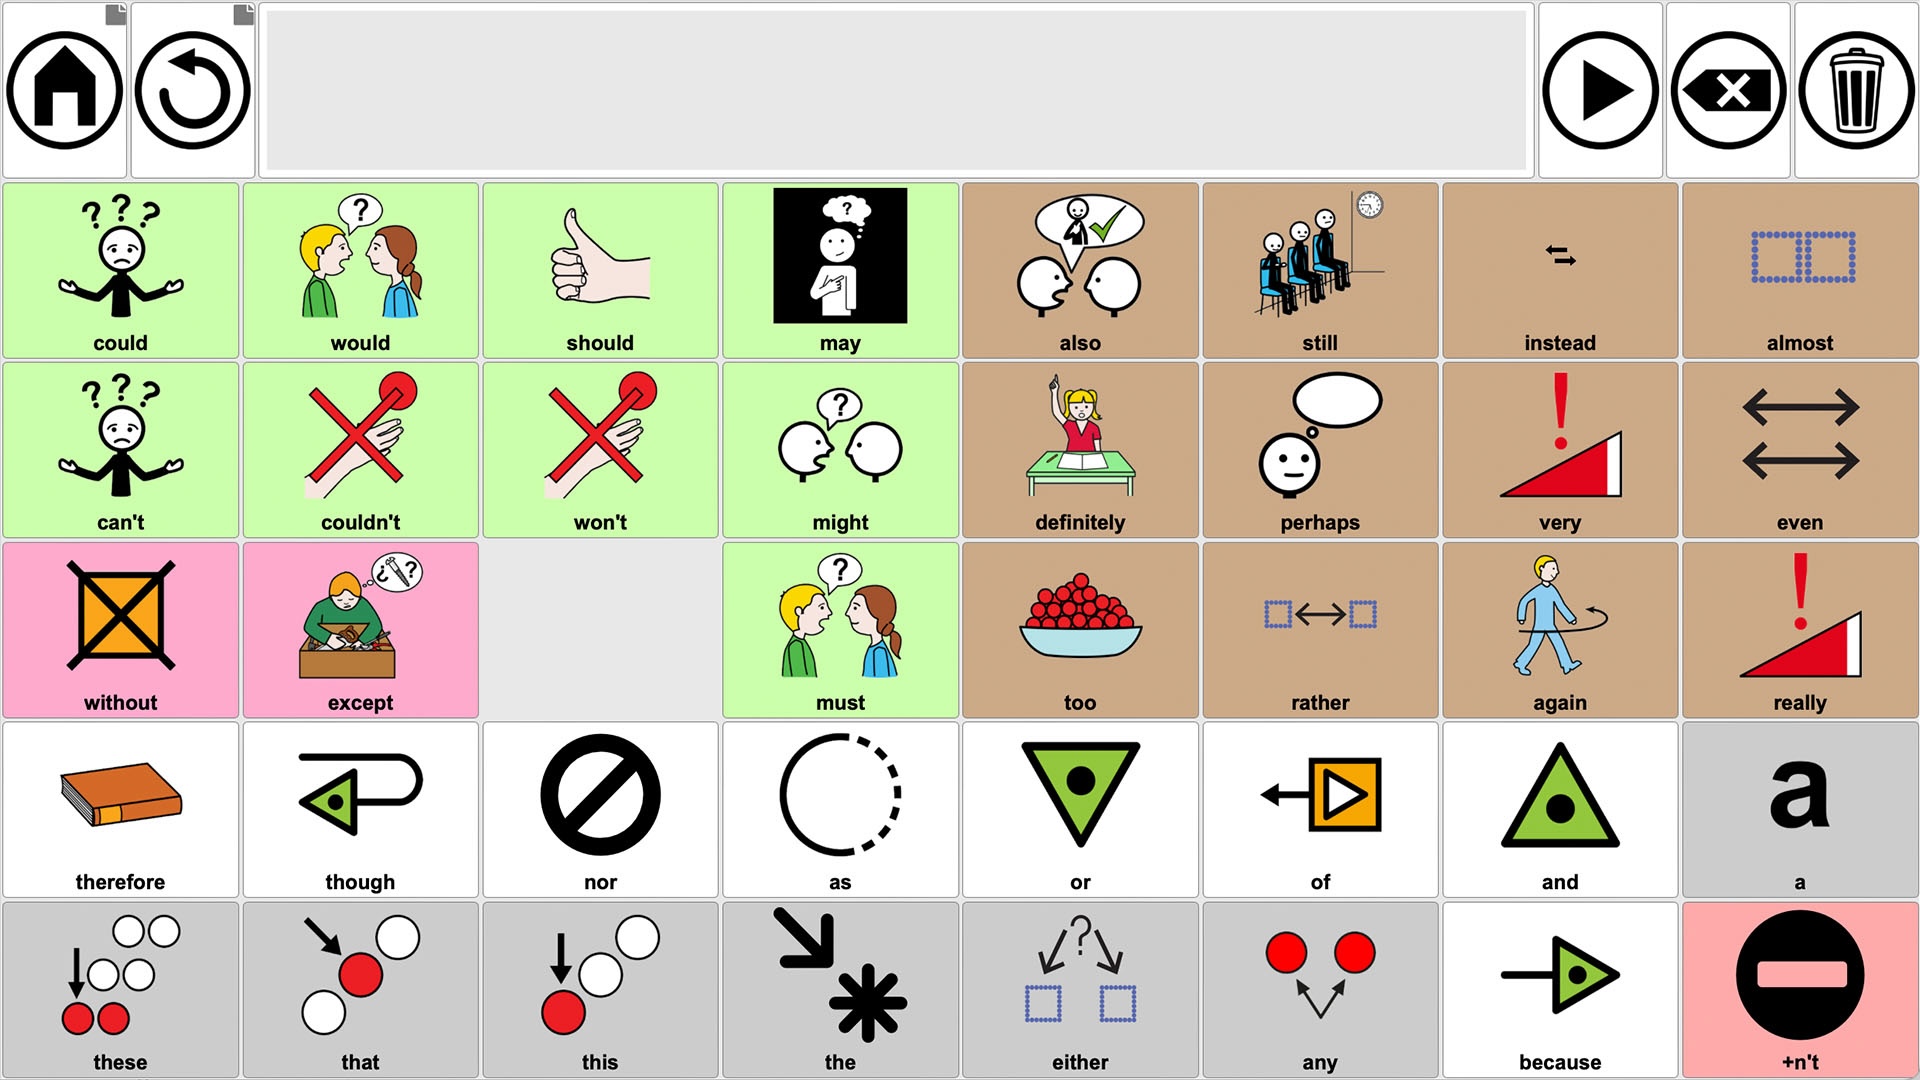 could
would
should
may
also
still
instead
almost
can't
couldn't
won't
might
definitely
perhaps
very
even
without
except
must
too
rather
again
really
therefore
though
nor
as
or
of
and
a
a
these
that
this
the
either
any
because
+n't